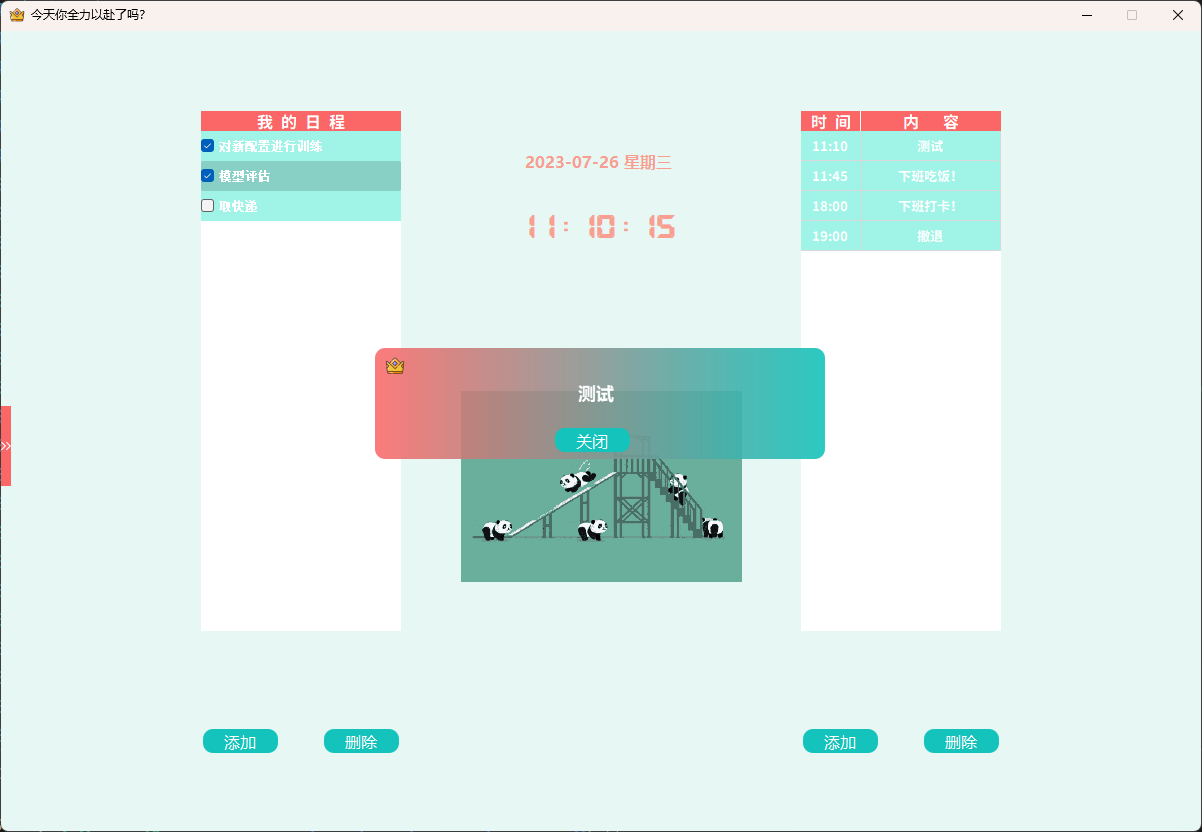 今天你全力以赴了吗?
我 的 日 程
对新配置进行训练
模型评估
取快递
2023-07-26 星期三
11: 10: 15
时 间 内 容
11:10 测试
11:45 下班吃饭!
18:00 下班打卡!
19:00 撤退
测试
关闭
添加 删除
添加 删除